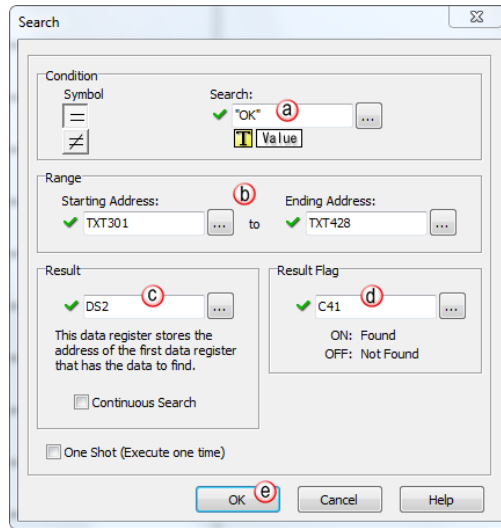 Search
Condition
Symbol
Search:
=
"OK" a
...
≠
T Value
Range
b
Starting Address:
Ending Address:
TXT301
...
to
TXT428
...
Result
Result Flag
DS2 c
...
C41 d
...
This data register stores the
address of the first data register
that has the data to find.
ON: Found
OFF: Not Found
Continuous Search
One Shot (Execute one time)
OK e
Cancel
Help